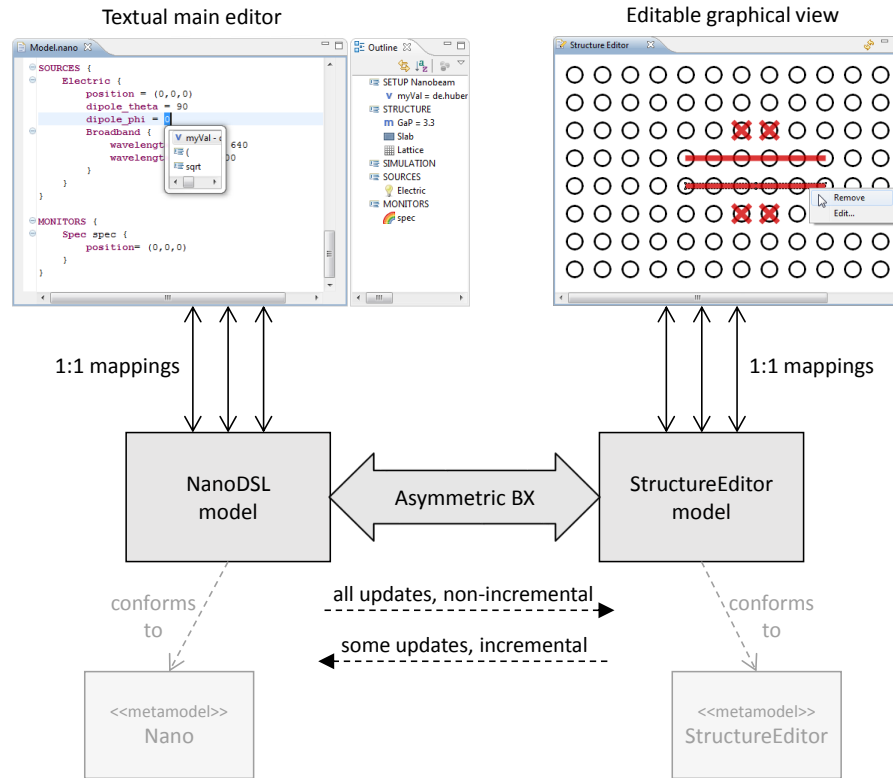 Textual main editor
Editable graphical view
Model.nano
SOURCES {
Electric {
position = (0,0,0)
dipole_theta = 90
dipole_phi = 0
Broadband {
wavelength 640
wavelength 00
}
}
}
MONITORS {
Spec spec {
position= (0,0,0)
}
}
myVal - d
(
sqrt
Outline
SETUP Nanobeam
myVal = de.huber
STRUCTURE
GaP = 3.3
Slab
Lattice
SIMULATION
SOURCES
Electric
MONITORS
spec
Structure Editor
Remove
Edit...
1:1 mappings
1:1 mappings
NanoDSL
model
Asymmetric BX
StructureEditor
model
conforms
to
all updates, non-incremental
some updates, incremental
conforms
to
<<metamodel>>
Nano
<<metamodel>>
StructureEditor